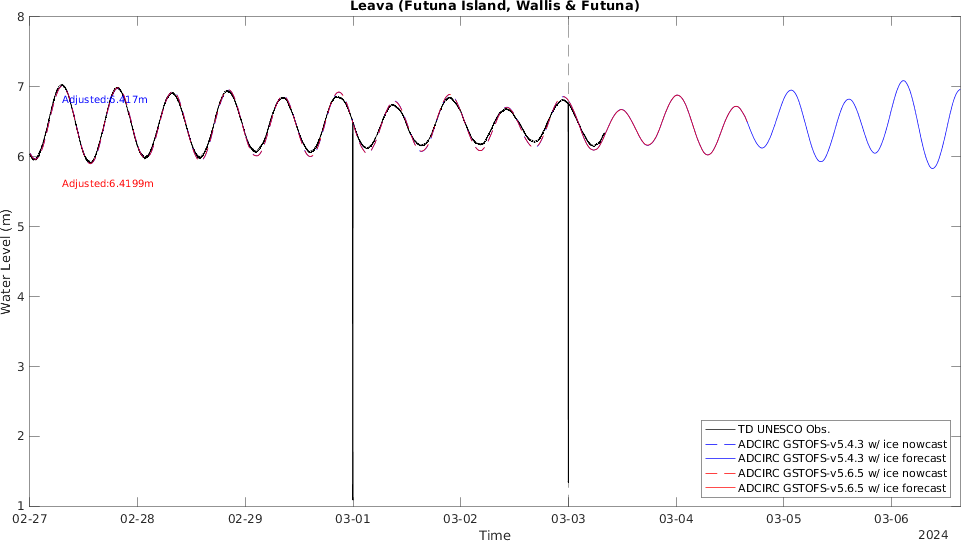 Leava (Futuna Island, Wallis & Futuna)
8
7
6
5
4
3
2
1
Water Level (m)
Adjusted:6.417m
Adjusted:6.4199m
TD UNESCO Obs.
ADCIRC GSTOFS-v5.4.3 w/ ice nowcast
ADCIRC GSTOFS-v5.4.3 w/ ice forecast
ADCIRC GSTOFS-v5.6.5 w/ ice nowcast
ADCIRC GSTOFS-v5.6.5 w/ ice forecast
02-27 02-28 02-29 03-01 03-02 03-03 03-04 03-05 03-06
Time
2024